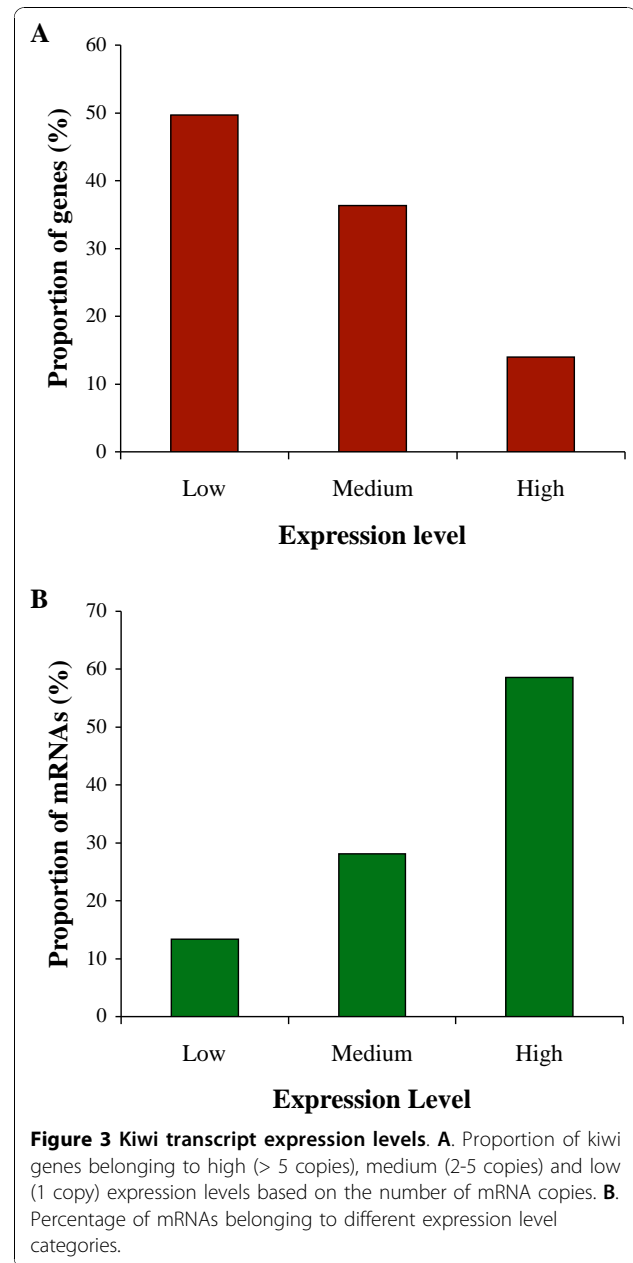 A
60
50
40
30
20
10
0
Proportion of genes (%)
Low Medium High
Expression level
B
70
60
50
40
30
20
10
0
Proportion of mRNAs (%)
Low Medium High
Expression Level
Figure 3 Kiwi transcript expression levels. A. Proportion of kiwi
genes belonging to high (> 5 copies), medium (2-5 copies) and low
(1 copy) expression levels based on the number of mRNA copies. B.
Percentage of mRNAs belonging to different expression level
categories.